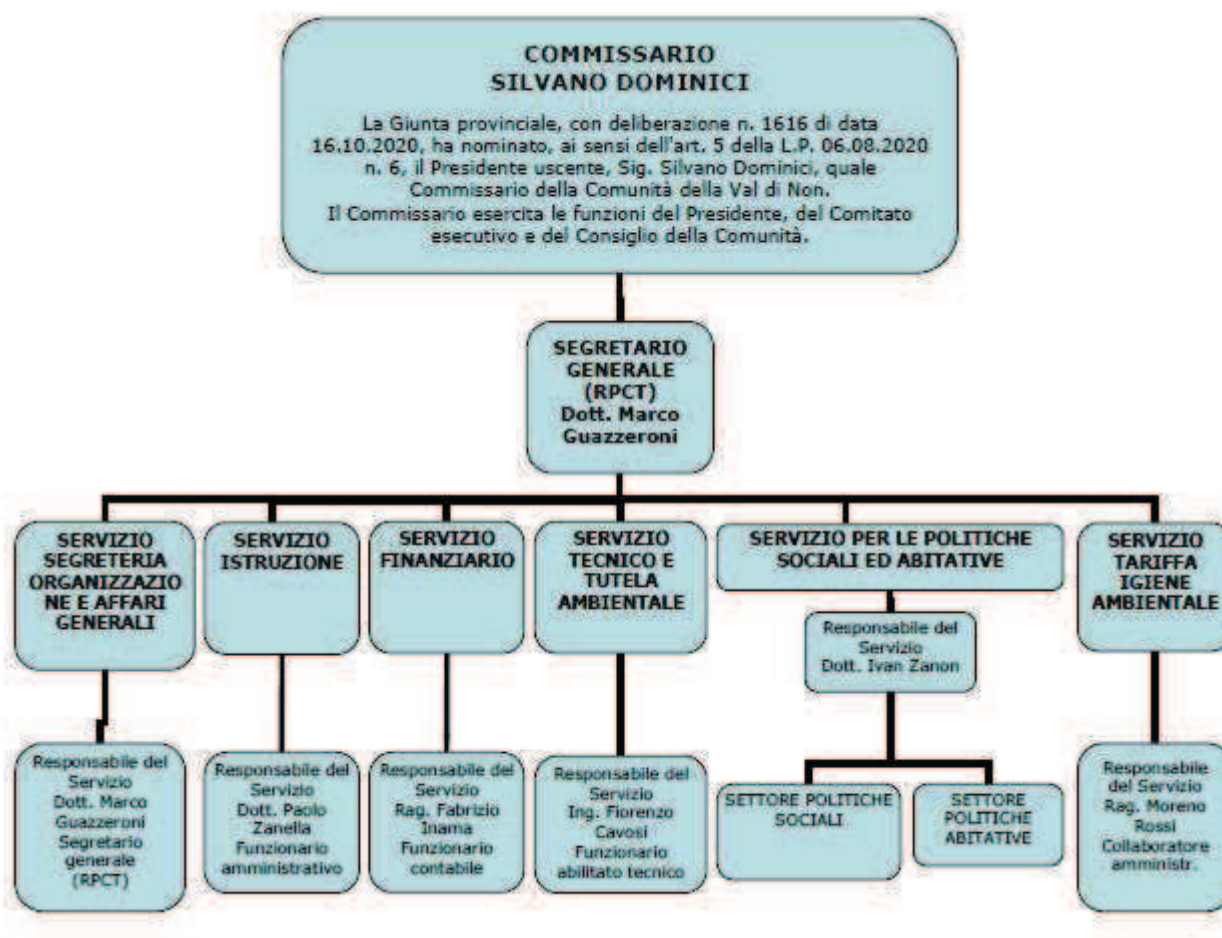 COMMISSARIO
SILVANO DOMINICI
La Giunta provinciale, con deliberazione n. 1616 di data
16.10.2020, ha nominato, ai sensi dell'art. 5 della L.P. 06.08.2020
n. 6, il Presidente uscente, Sig. Silvano Dominici, quale
Commissario della Comunità della Val di Non.
Il Commissario esercita le funzioni del Presidente, del Comitato
esecutivo e del Consiglio della Comunità.
SEGRETARIO
GENERALE
(RPCT)
Dott. Marco
Guazzeroni
SERVIZIO
SEGRETERIA
ORGANIZZAZIO
NE E AFFARI
GENERALI
SERVIZIO
ISTRUZIONE
SERVIZIO
FINANZIARIO
SERVIZIO
TECNICO E
TUTELA
AMBIENTALE
SERVIZIO PER LE POLITICHE
SOCIALI ED ABITATIVE
SERVIZIO
TARIFFA
IGIENE
AMBIENTALE
Responsabile del
Servizio
Dott. Ivan Zanon
Responsabile del
Servizio
Dott. Marco
Guazzeroni
Segretario
generale
(RPCT)
Responsabile del
Servizio
Dott. Paolo
Zanella
Funzionario
amministrativo
Responsabile del
Servizio
Rag. Fabrizio
Inama
Funzionario
contabile
Responsabile del
Servizio
Ing. Fiorenzo
Cavosi
Funzionario
abilitato tecnico
SETTORE POLITICHE
SOCIALI
SETTORE
POLITICHE
ABITATIVE
Responsabile
del Servizio
Rag. Moreno
Rossi
Collaboratore
amministr.